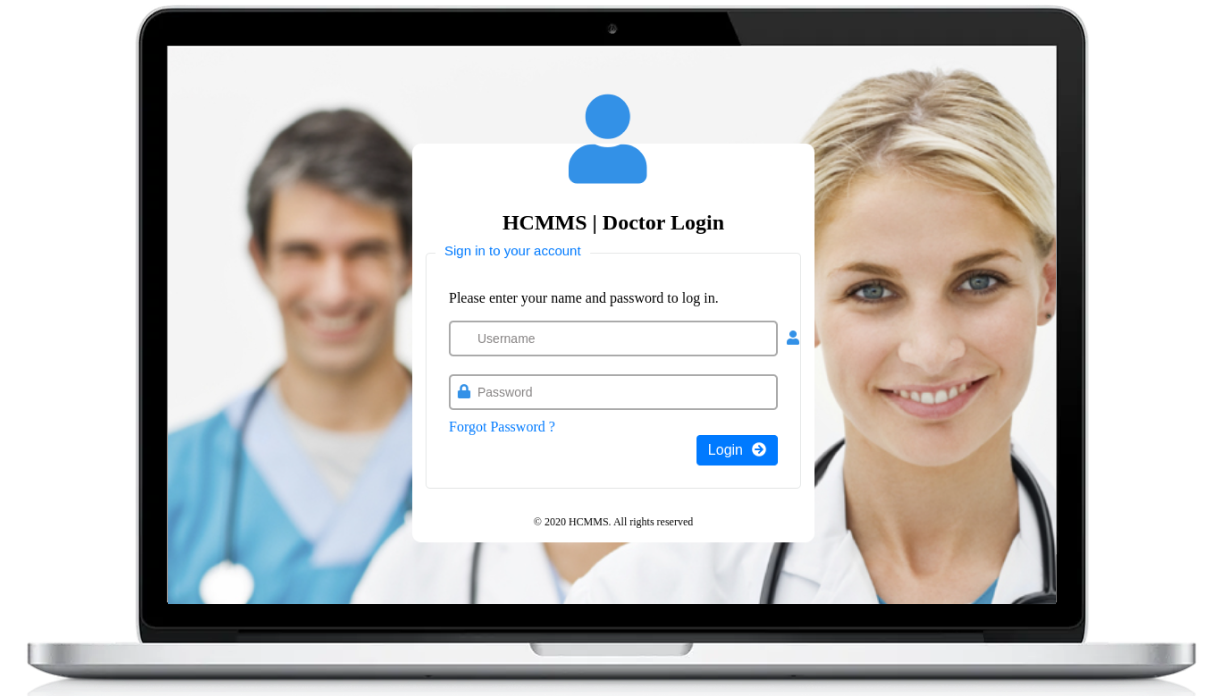 HCMMS | Doctor Login
Sign in to your account
Please enter your name and password to log in.
Username
Password
Forgot Password ?
Login
© 2020 HCMMS. All rights reserved